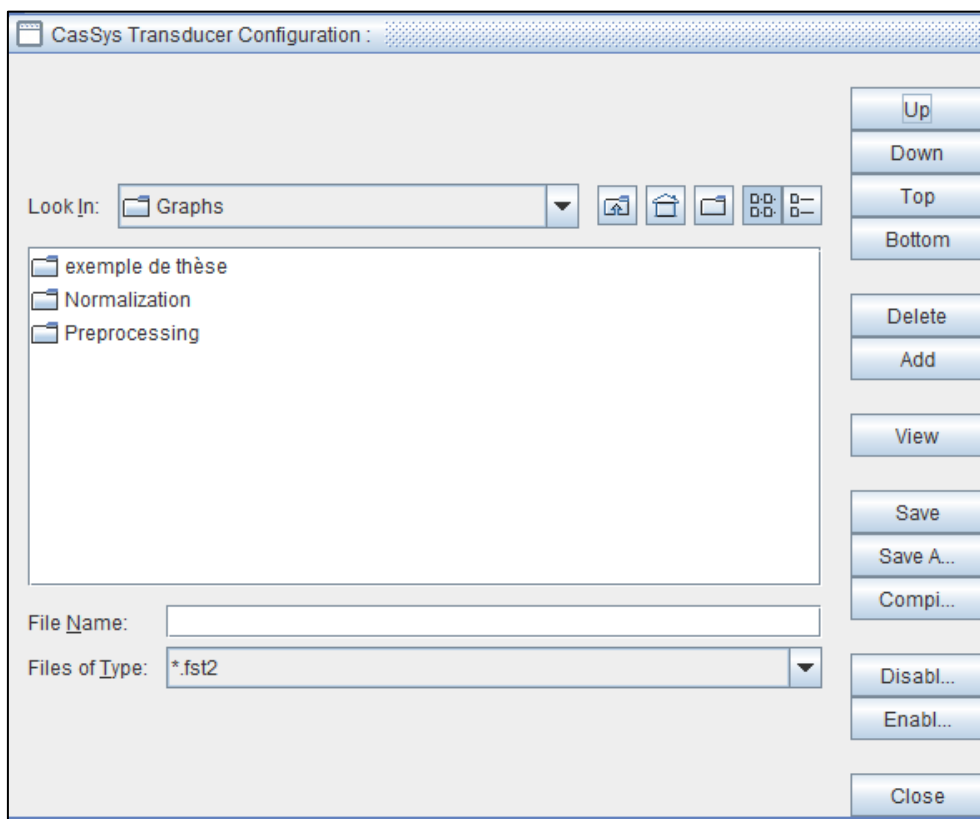 CasSys Transducer Configuration :
Up
Down
Look In:
Graphs
Top
Bottom
exemple de thèse
Normalization
Preprocessing
Delete
Add
View
Save
Save A...
Compi...
File Name:
Files of Type:
*.fst2
Disabl...
Enabl...
Close